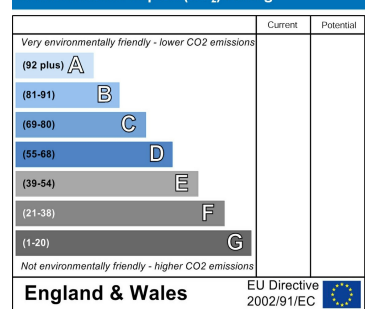 Current Potential
Very environmentally friendly - lower CO2 emissions
(92 plus) A
(81-91) B
(69-80) C
(55-68) D
(39-54) E
(21-38) F
(1-20) G
Not environmentally friendly - higher CO2 emissions
England & Wales
EU Directive
2002/91/EC